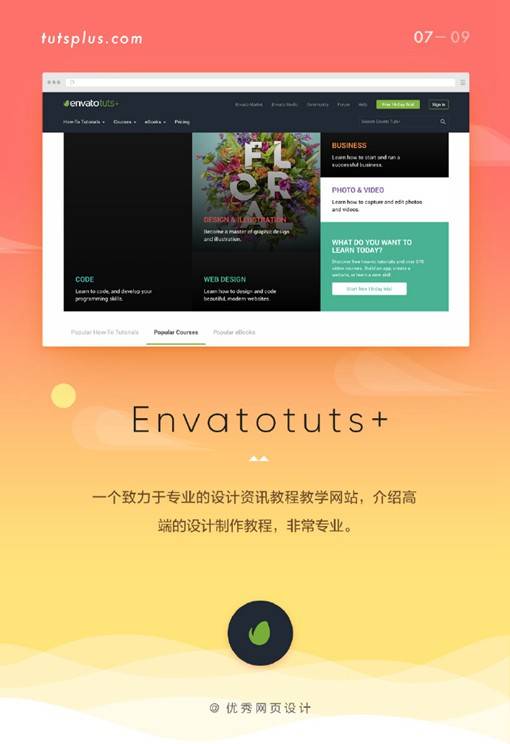 tutsplus.com
07 — 09
envatotuts+
Envato Market Envato Studio Community Forum Help Free 10-Day Trial Sign In
How-To Tutorials Courses eBooks Pricing
Search Envato Tuts+
FLORA
BUSINESS
Learn how to start and run a
successful business.
PHOTO & VIDEO
Learn how to capture and edit photos
and videos.
DESIGN & ILLUSTRATION
Become a master of graphic design
and illustration.
WHAT DO YOU WANT TO
LEARN TODAY?
Discover free how-to tutorials and over 870
video courses. Build an app, create a
website, or learn a new skill.
Start free 10-day trial
CODE
Learn to code, and develop your
programming skills.
WEB DESIGN
Learn how to design and code
beautiful, modern websites.
Popular How-To Tutorials Popular Courses Popular eBooks
Envatotuts+
一个致力于专业的设计资讯教程教学网站，介绍高
端的设计制作教程，非常专业。
@ 优秀网页设计